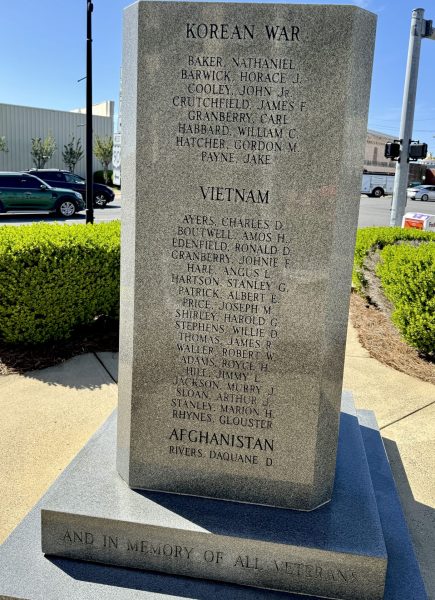 KOREAN WAR
BAKER, NATHANIEL
BARWICK, HORACE J.
COOLEY, JOHN JR.
CRUTCHFIELD, JAMES F.
GRANBERRY, CARL
HABBARD, WILLIAM C.
HATCHER, GORDON M.
PAYNE, JAKE
VIETNAM
AYERS, CHARLES D.
BOUTWELL, AMOS H.
EDENFIELD, RONALD D.
GRANBERRY, JOHNIE F.
HARE, ANGUS L.
HARTSON, STANLEY G.
PATRICK, ALBERT E.
PRICE, JOSEPH M.
SHIRLEY, HAROLD G.
STEPHENS, WILLIE D.
THOMAS, JAMES R.
WALLER, ROBERT W.
ADAMS, ROYCE H.
HILL, JIMMY L.
JACKSON, MURRY J.
SLOAN, ARTHUR Z.
STANLEY, MARION H.
RHYNES, GLOUSTER
AFGHANISTAN
RIVERS, DAQUANE D.
AND IN MEMORY OF ALL VETERANS